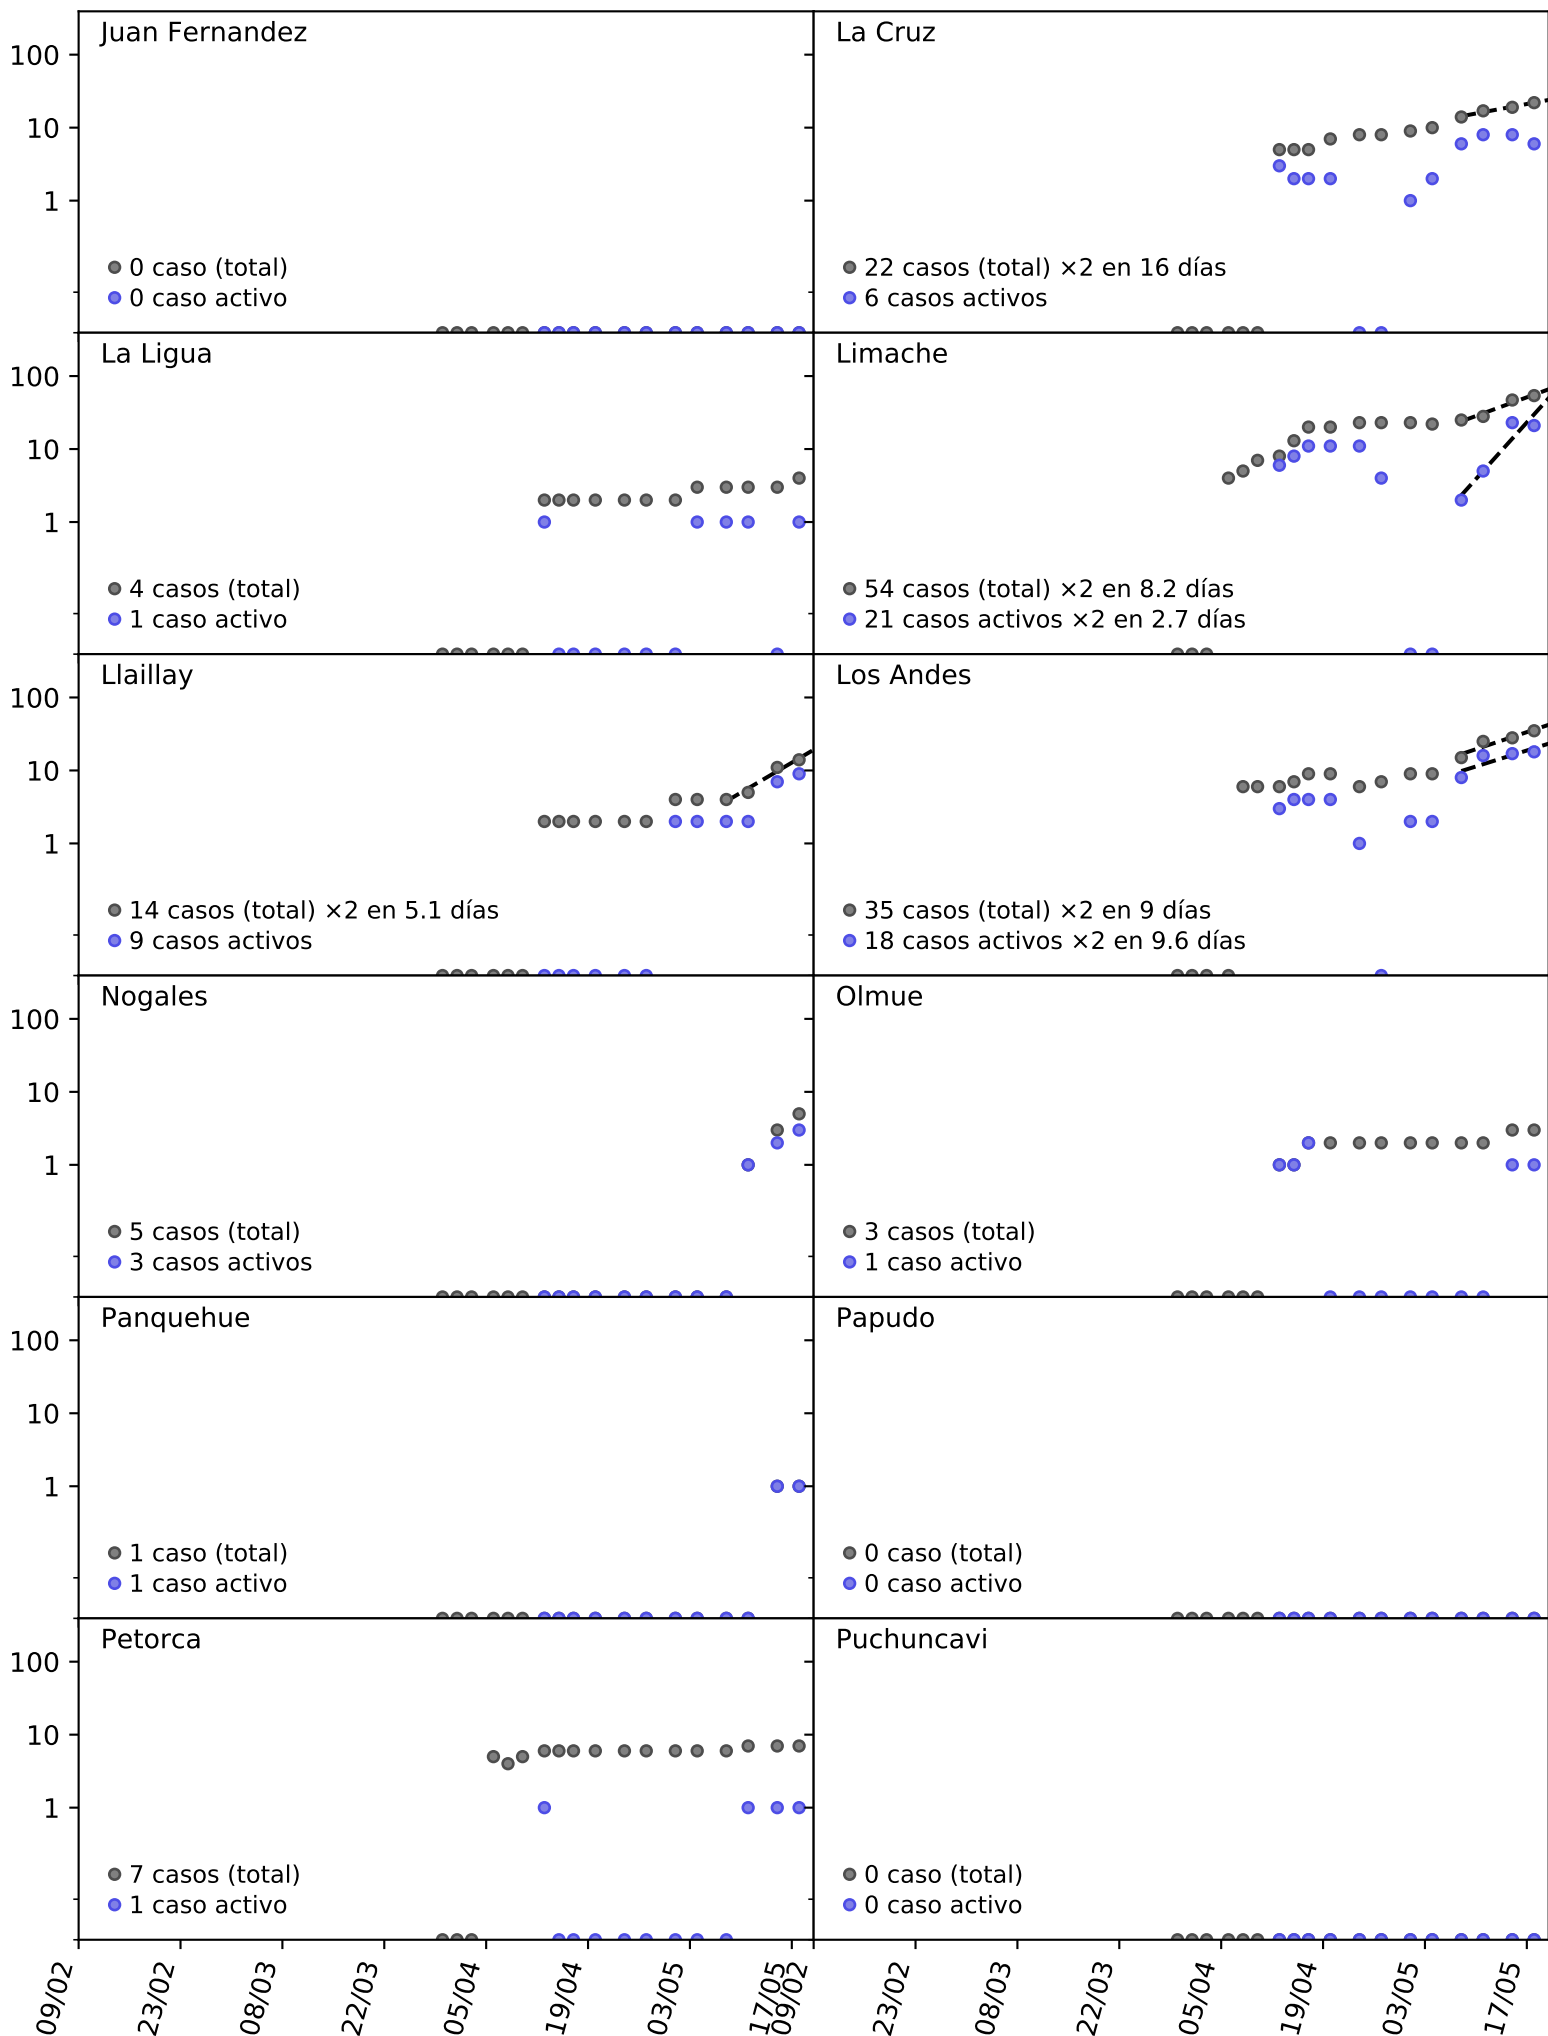 Juan Fernandez
100
10
1
0 caso (total)
0 caso activo
La Cruz
22 casos (total) ×2 en 16 días
6 casos activos
La Ligua
100
10
1
4 casos (total)
1 caso activo
Limache
54 casos (total) ×2 en 8.2 días
21 casos activos ×2 en 2.7 días
Llaillay
100
10
1
14 casos (total) ×2 en 5.1 días
9 casos activos
Los Andes
35 casos (total) ×2 en 9 días
18 casos activos ×2 en 9.6 días
Nogales
100
10
1
5 casos (total)
3 casos activos
Olmue
3 casos (total)
1 caso activo
Panquehue
100
10
1
1 caso (total)
1 caso activo
Papudo
0 caso (total)
0 caso activo
Petorca
100
10
1
7 casos (total)
1 caso activo
Puchuncavi
0 caso (total)
0 caso activo
09/02
23/02
08/03
22/03
05/04
19/04
03/05
17/05
09/02
23/02
08/03
22/03
05/04
19/04
03/05
17/05